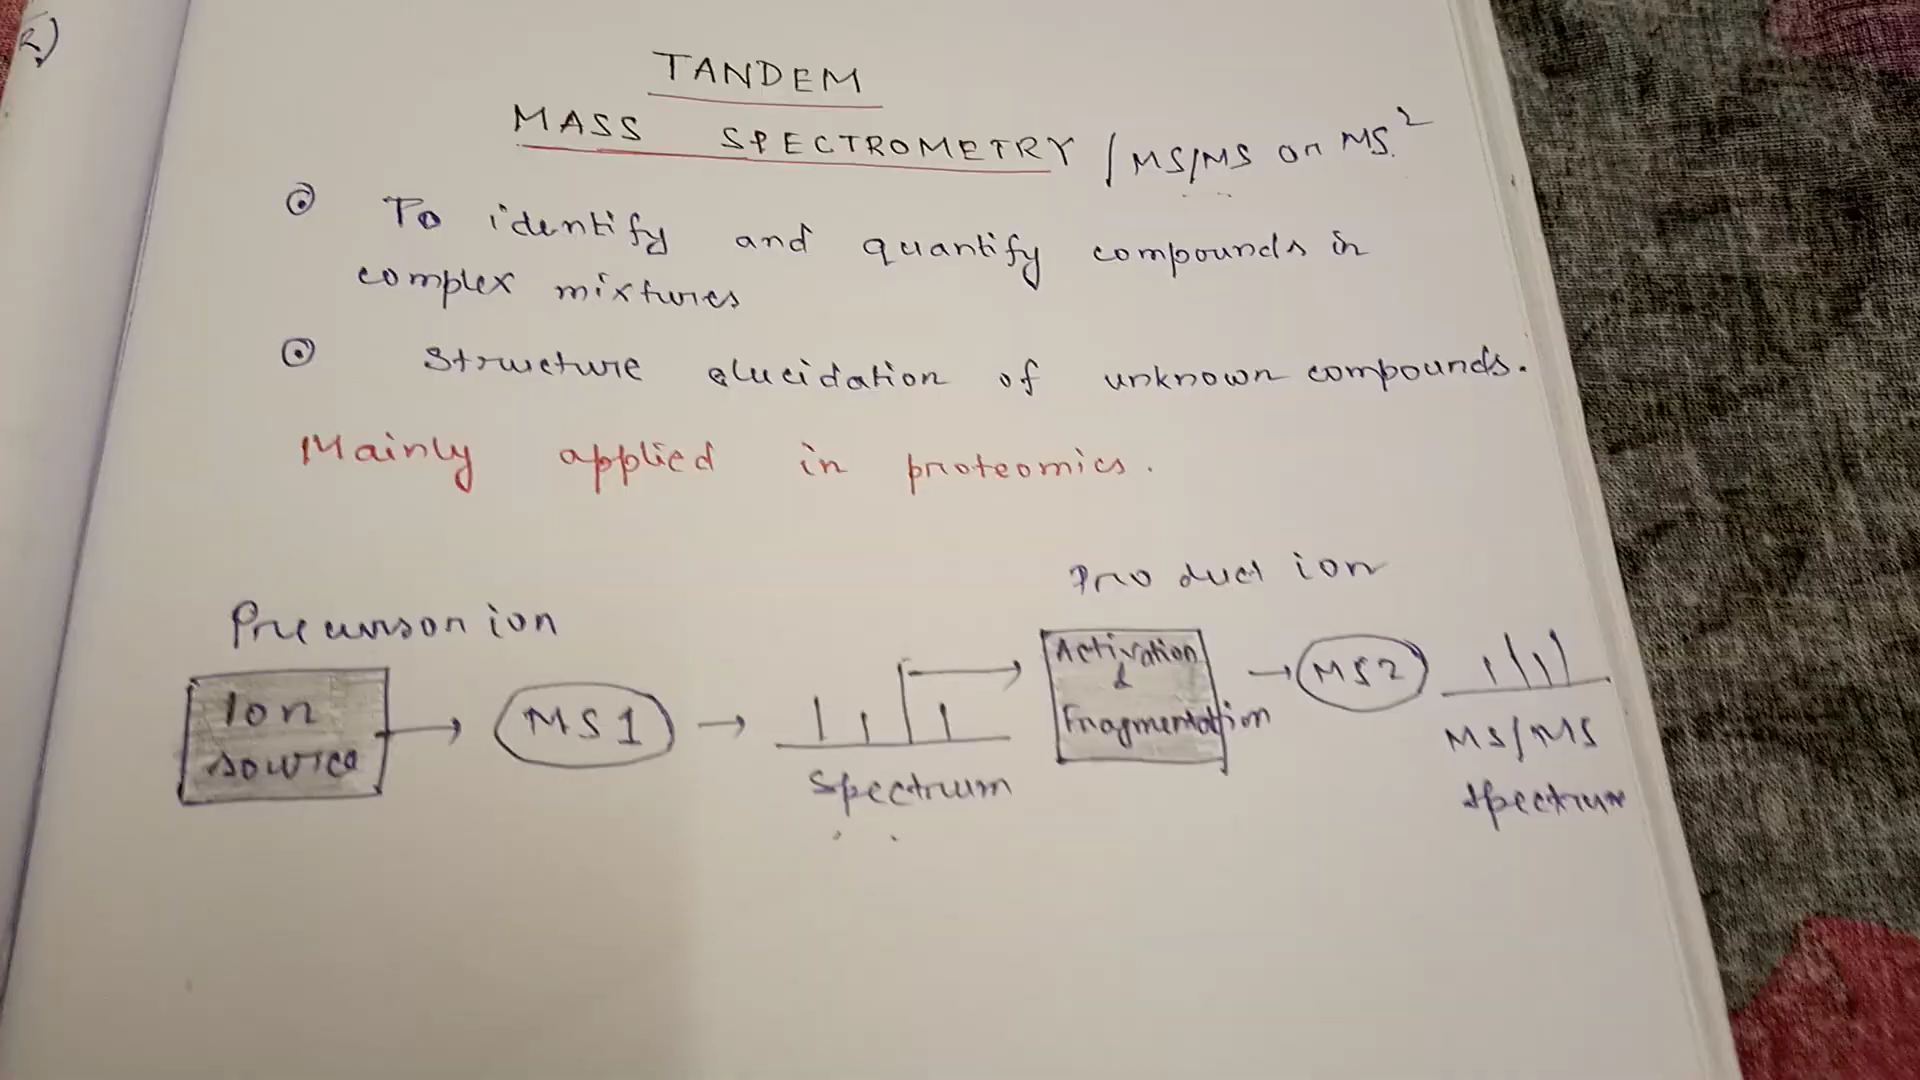 2)
TANDEM
MASS SPECTROMETRY / MS/MS or MS²
To identify and quantify compounds in
complex mixtures
Structure elucidation of unknown compounds.
Mainly applied in proteomics.
Product ion
Precursor ion
Ion
source
MS1
Spectrum
Activation
&
Fragmentation
MS2
MS/MS
spectrum